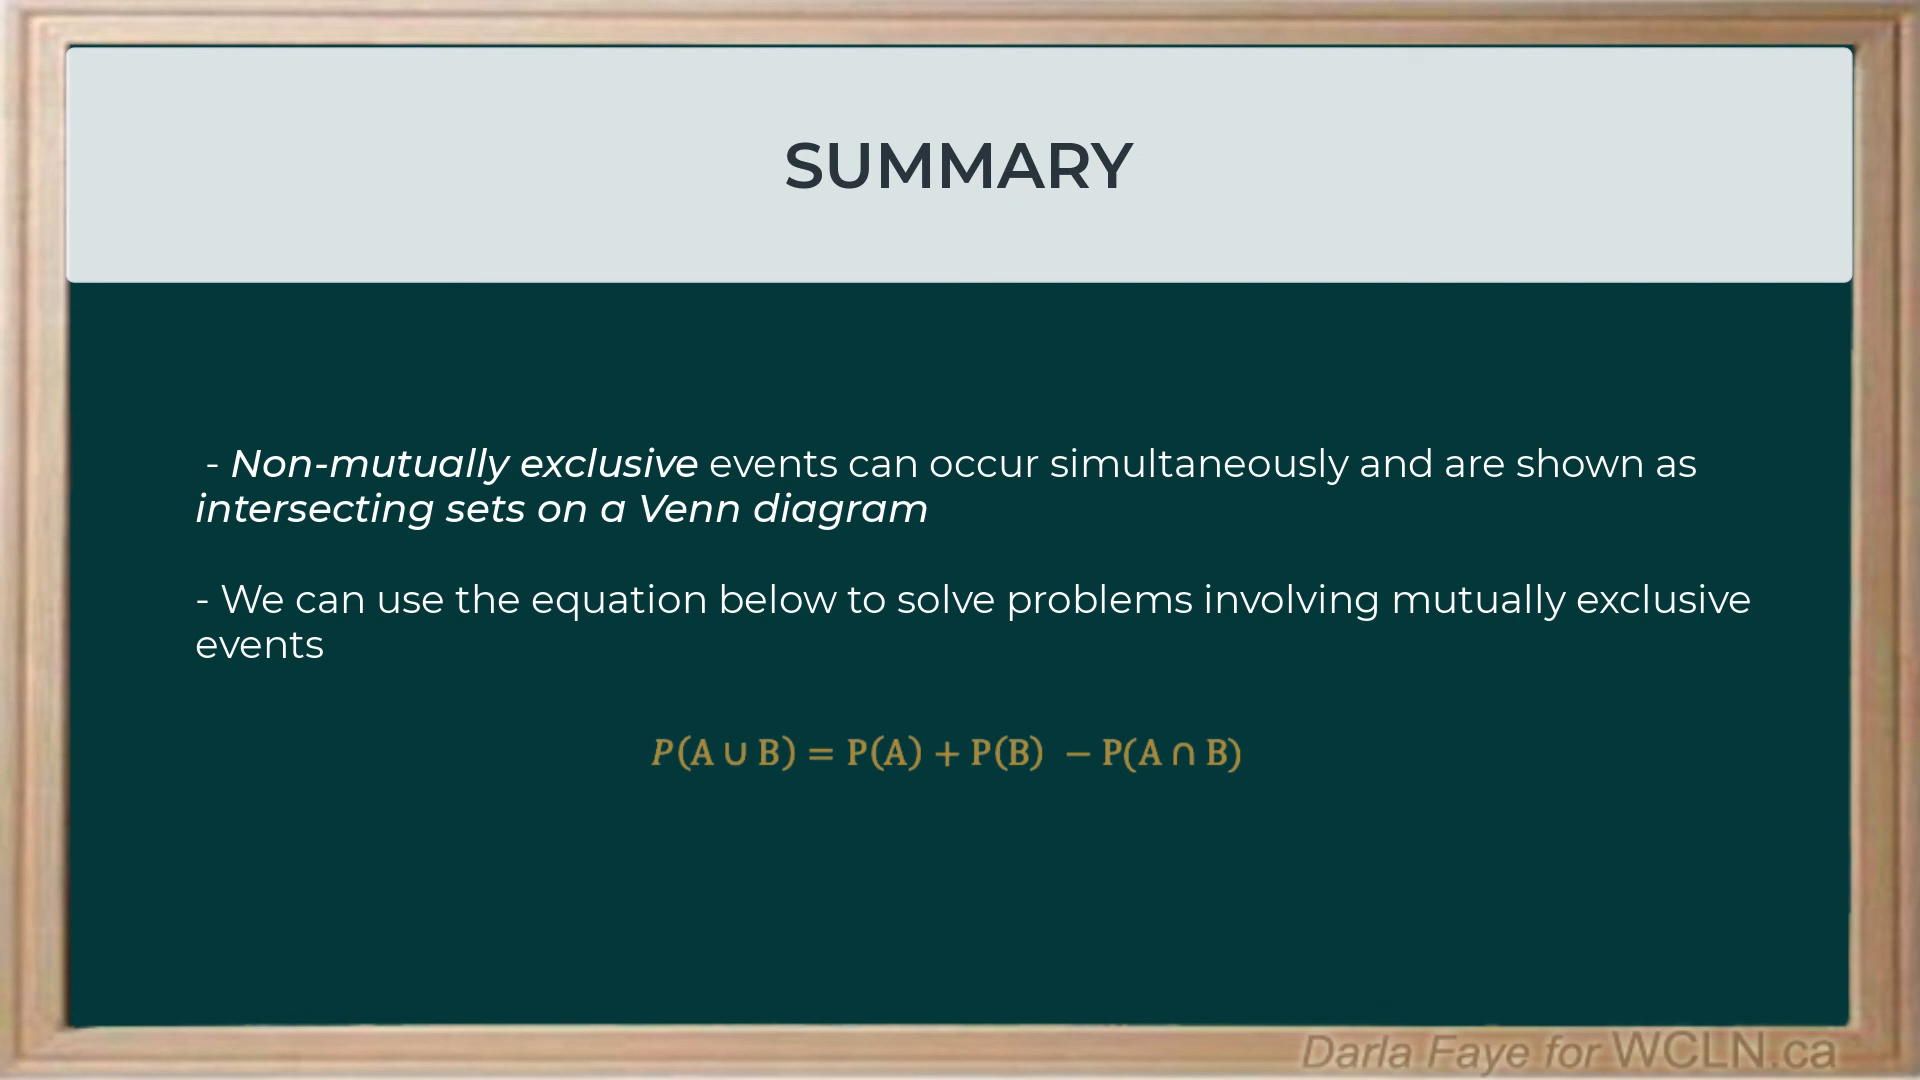 SUMMARY
- Non-mutually exclusive events can occur simultaneously and are shown as
intersecting sets on a Venn diagram
- We can use the equation below to solve problems involving mutually exclusive
events
P(A ∪ B) = P(A) + P(B) − P(A ∩ B)
Darla Faye for WCLN.ca